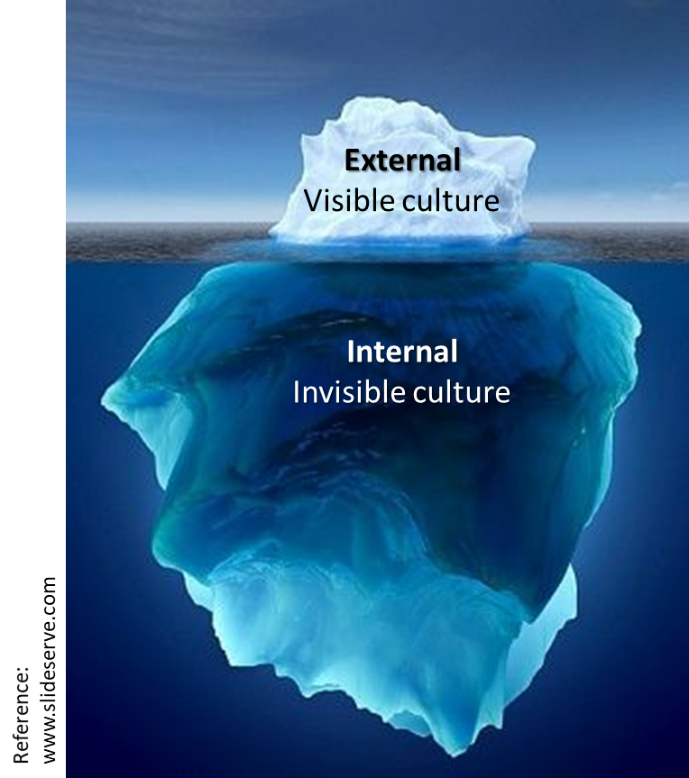 External
Visible culture
Internal
Invisible culture
Reference:
www.slideserve.com